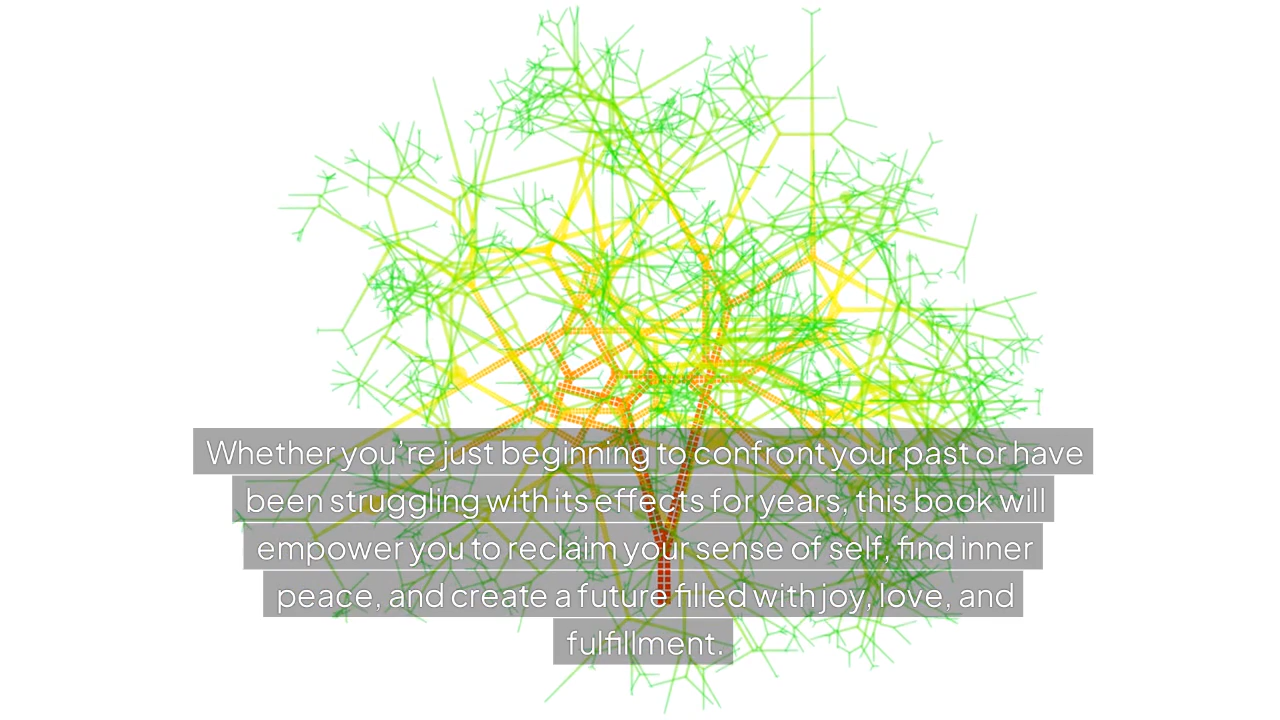 Whether you’re just beginning to confront your past or have
been struggling with its effects for years, this book will
empower you to reclaim your sense of self, find inner
peace, and create a future filled with joy, love, and
fulfillment.